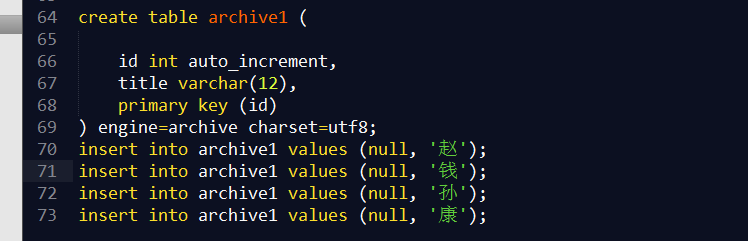 64 create table archive1 (
65
66 id int auto_increment,
67 title varchar(12),
68 primary key (id)
69 ) engine=archive charset=utf8;
70 insert into archive1 values (null, '赵');
71 insert into archive1 values (null, '钱');
72 insert into archive1 values (null, '孙');
73 insert into archive1 values (null, '康');